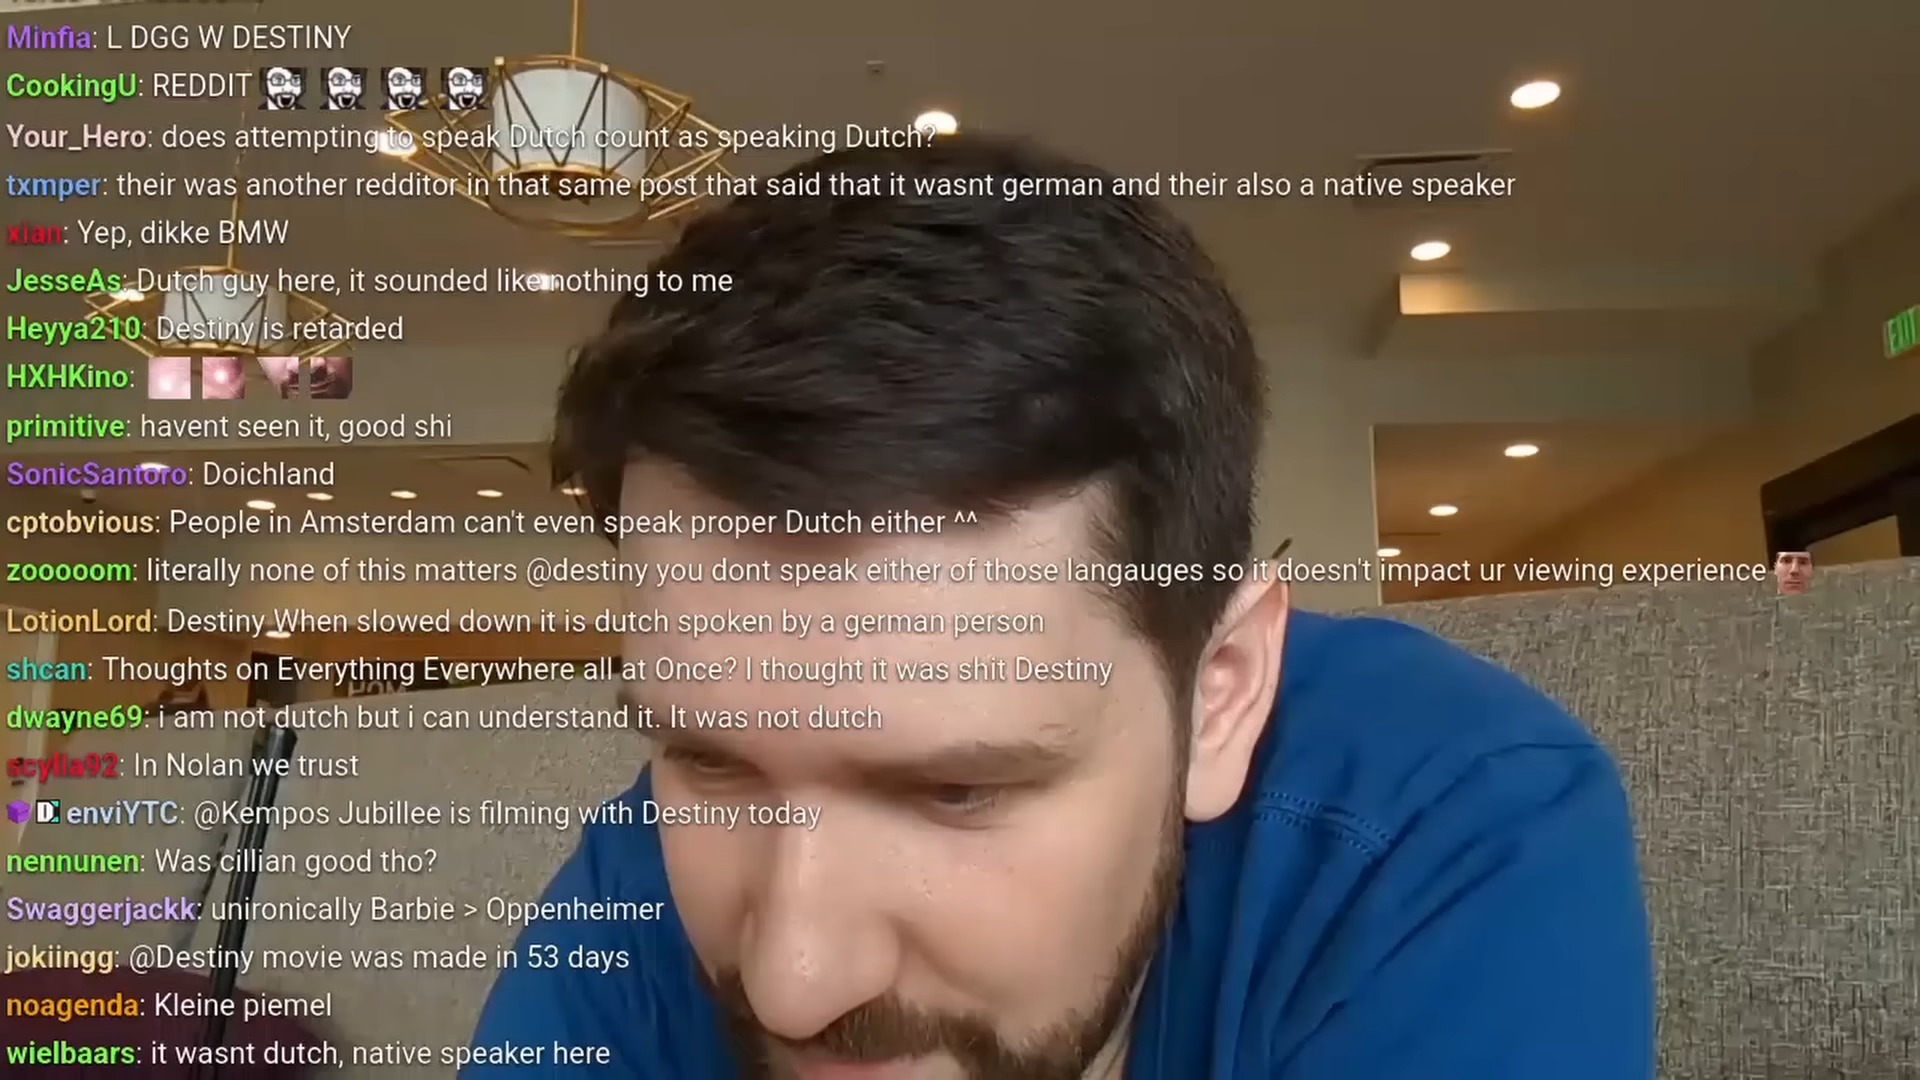 Minfia: L DGG W DESTINY
CookingU: REDDIT
Your_Hero: does attempting to speak Dutch count as speaking Dutch?
txmper: their was another redditor in that same post that said that it wasnt german and their also a native speaker
xian: Yep, dikke BMW
JesseAs: Dutch guy here, it sounded like nothing to me
Heyya210: Destiny is retarded
EXIT
HXHKino:
primitive: havent seen it, good shi
SonicSantoro: Doichland
cptobvious: People in Amsterdam can't even speak proper Dutch either ^^
zooooom: literally none of this matters @destiny you dont speak either of those langauges so it doesn't impact ur viewing experience
LotionLord: Destiny When slowed down it is dutch spoken by a german person
shcan: Thoughts on Everything Everywhere all at Once? I thought it was shit Destiny
dwayne69: i am not dutch but i can understand it. It was not dutch
scylla92: In Nolan we trust
D enviYTC: @Kempos Jubillee is filming with Destiny today
nennunen: Was cillian good tho?
Swaggerjackk: unironically Barbie > Oppenheimer
jokiingg: @Destiny movie was made in 53 days
noagenda: Kleine piemel
wielbaars: it wasnt dutch, native speaker here